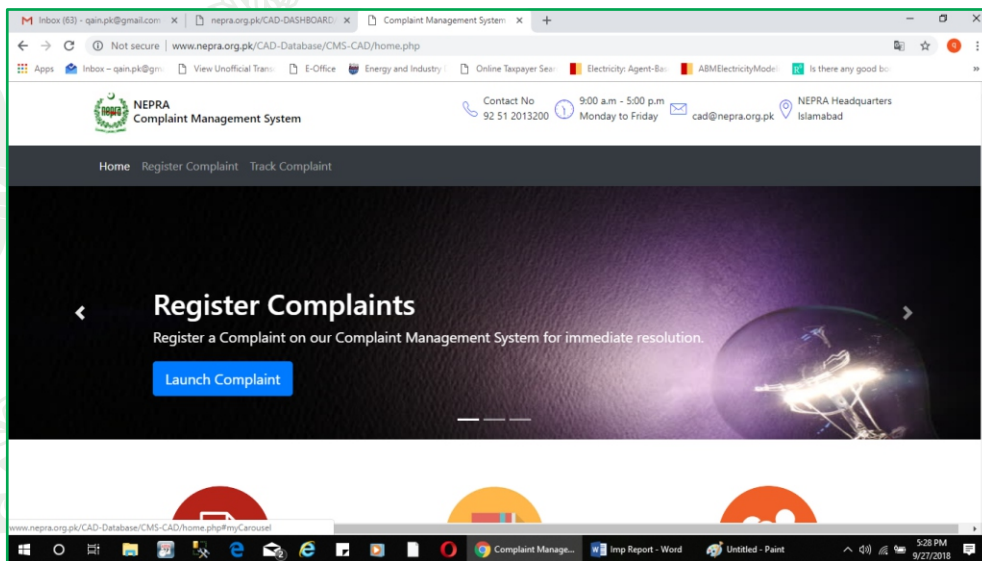 Inbox (63) - qain.pk@gmail.com
nepra.org.pk/CAD-DASHBOARD/
Complaint Management System
Not secure | www.nepra.org.pk/CAD-Database/CMS-CAD/home.php
Apps
Inbox – qain.pk@gm
View Unofficial Trans
E-Office
Energy and Industry
Online Taxpayer Sear
Electricity: Agent-Ba
ABMElectricityModel
Is there any good bo
NEPRA
Complaint Management System
Contact No
92 51 2013200
9:00 a.m - 5:00 p.m
Monday to Friday
cad@nepra.org.pk
NEPRA Headquarters
Islamabad
Home Register Complaint Track Complaint
Register Complaints
Register a Complaint on our Complaint Management System for immediate resolution.
Launch Complaint
www.nepra.org.pk/CAD-Database/CMS-CAD/home.php#myCarousel
Complaint Manage...
Imp Report - Word
Untitled - Paint
5:28 PM
9/27/2018